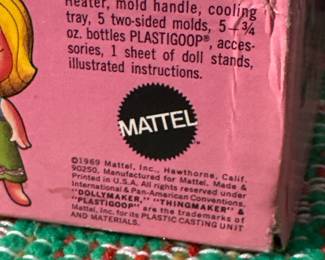 heater, mold handle, cooling
tray, 5 two-sided molds, 5—¾
oz. bottles PLASTIGOOP®, acces-
sories, 1 sheet of doll stands,
illustrated instructions.
MATTEL
©1969 Mattel, Inc., Hawthorne, Calif.
90250. Manufactured for Mattel. Made &
Printed in U.S.A. All rights reserved under
International & Pan-American Conventions.
"DOLLYMAKER," "THINGMAKER" &
"PLASTIGOOP" are the trademarks of
Mattel, Inc. for its PLASTIC CASTING UNIT
AND MATERIALS.